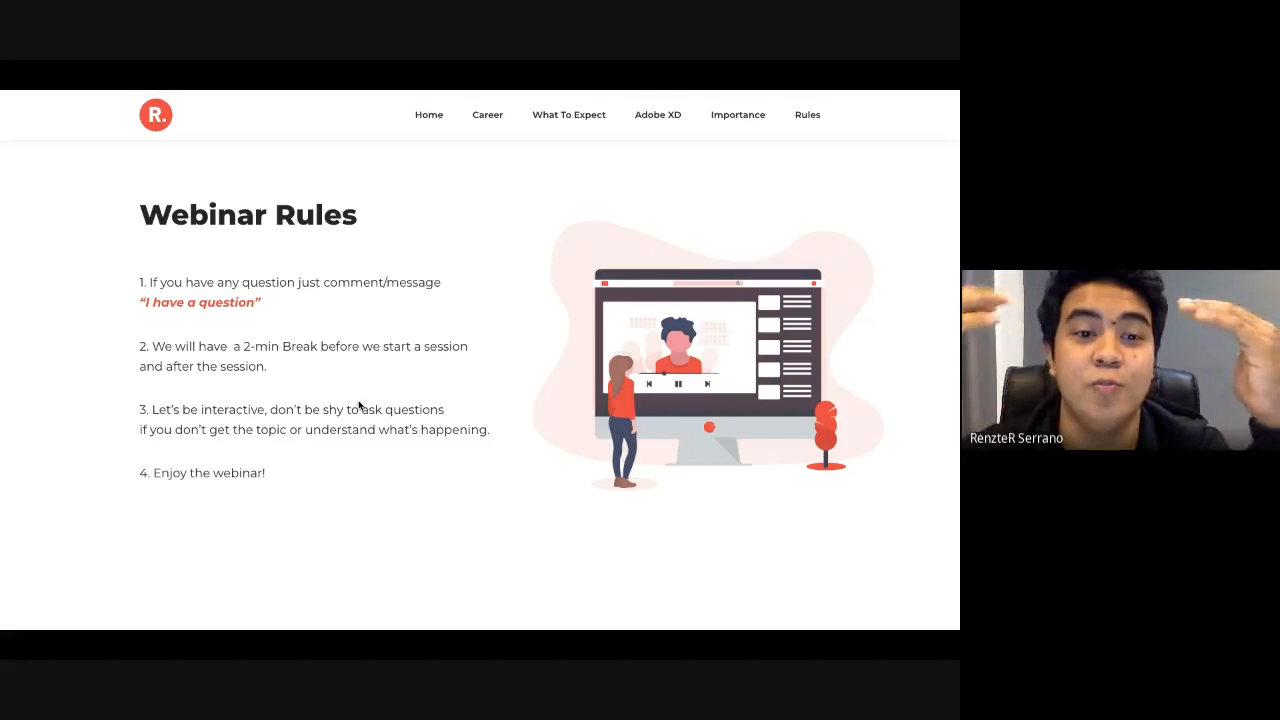 R.
Home Career What To Expect Adobe XD Importance Rules
Webinar Rules
1. If you have any question just comment/message
“I have a question”
2. We will have a 2-min Break before we start a session
and after the session.
3. Let’s be interactive, don’t be shy to ask questions
if you don’t get the topic or understand what’s happening.
4. Enjoy the webinar!
RenzteR Serrano